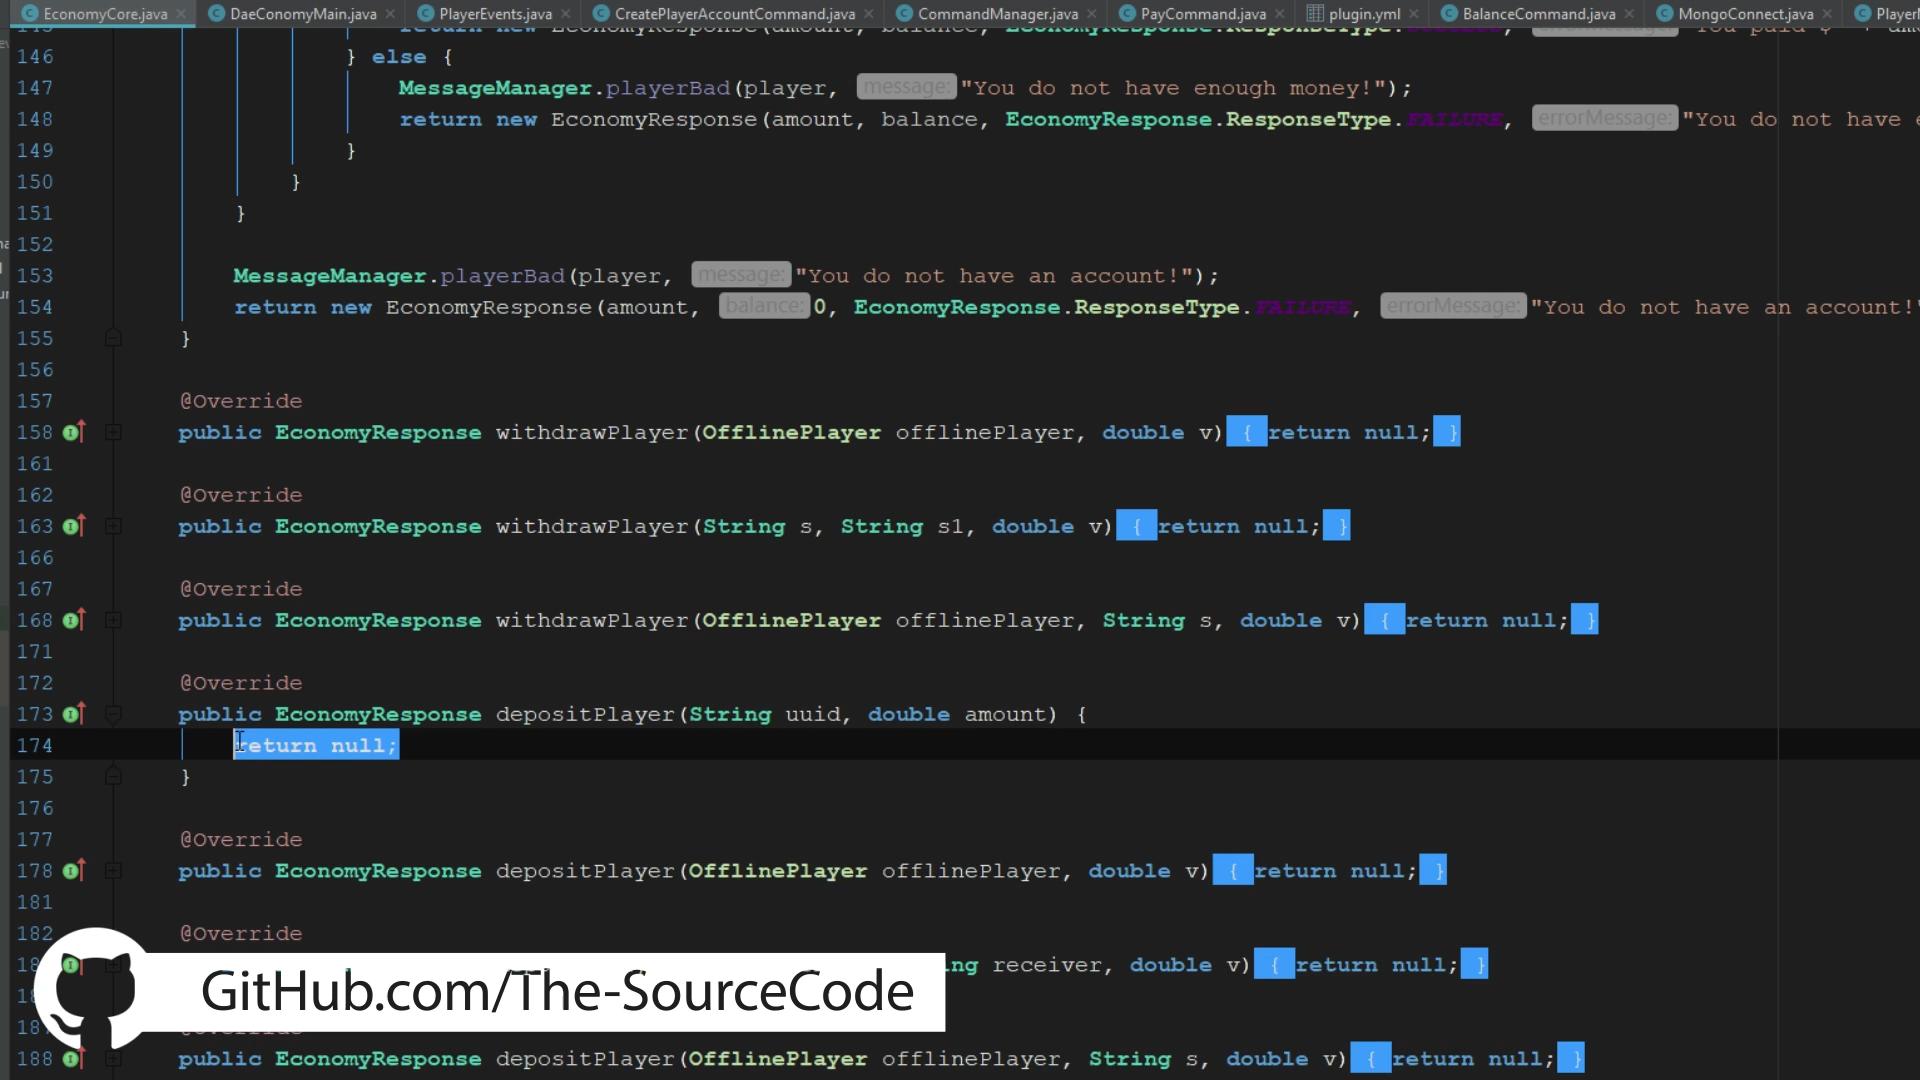 EconomyCore.java DaeConomyMain.java PlayerEvents.java CreatePlayerAccountCommand.java CommandManager.java PayCommand.java plugin.yml BalanceCommand.java MongoConnect.java
146 } else {
147 MessageManager.playerBad(player, message: "You do not have enough money!");
148 return new EconomyResponse(amount, balance, EconomyResponse.ResponseType.FAILURE, errorMessage: "You do not have
149 }
150 }
151 }
152
153 MessageManager.playerBad(player, message: "You do not have an account!");
154 return new EconomyResponse(amount, balance: 0, EconomyResponse.ResponseType.FAILURE, errorMessage: "You do not have an account!"
155 }
156
157 @Override
158 public EconomyResponse withdrawPlayer(OfflinePlayer offlinePlayer, double v) { return null; }
161
162 @Override
163 public EconomyResponse withdrawPlayer(String s, String s1, double v) { return null; }
166
167 @Override
168 public EconomyResponse withdrawPlayer(OfflinePlayer offlinePlayer, String s, double v) { return null; }
171
172 @Override
173 public EconomyResponse depositPlayer(String uuid, double amount) {
174 return null;
175 }
176
177 @Override
178 public EconomyResponse depositPlayer(OfflinePlayer offlinePlayer, double v) { return null; }
181
182 @Override
receiver, double v) { return null; }
GitHub.com/The-SourceCode
188 public EconomyResponse depositPlayer(OfflinePlayer offlinePlayer, String s, double v) { return null; }